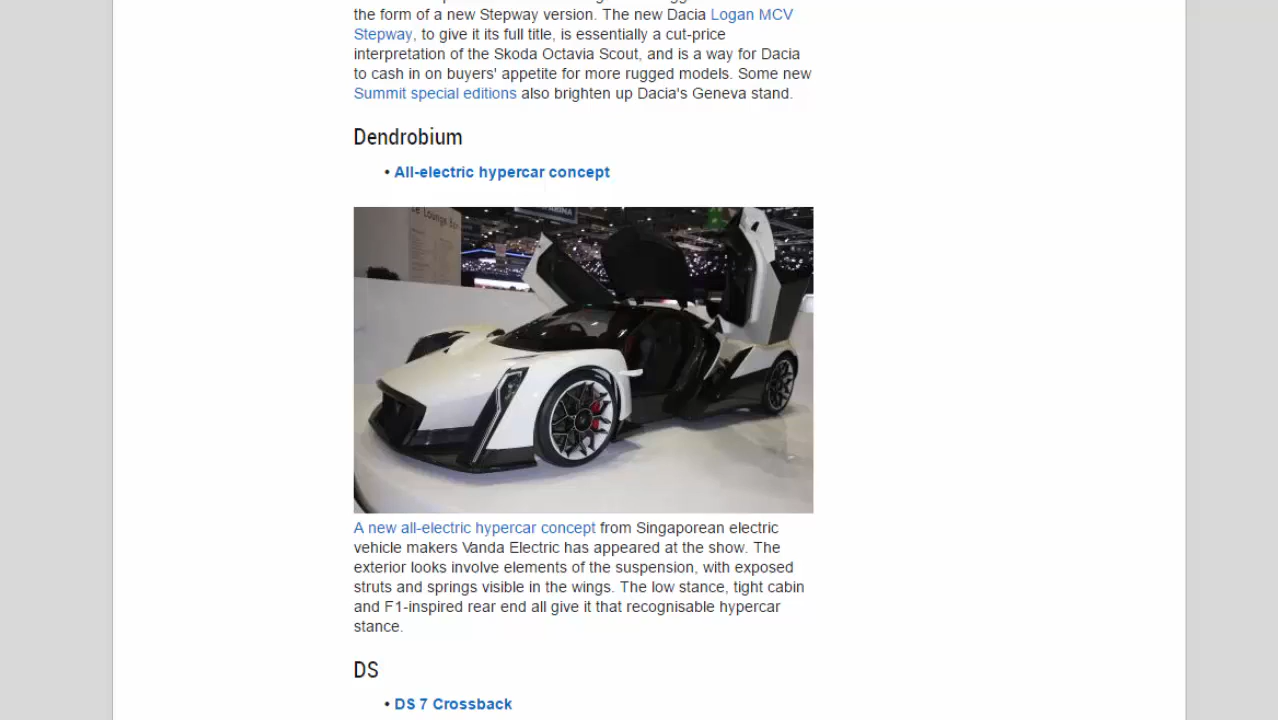 the form of a new Stepway version. The new Dacia Logan MCV
Stepway, to give it its full title, is essentially a cut-price
interpretation of the Skoda Octavia Scout, and is a way for Dacia
to cash in on buyers' appetite for more rugged models. Some new
Summit special editions also brighten up Dacia's Geneva stand.
Dendrobium
• All-electric hypercar concept
A new all-electric hypercar concept from Singaporean electric
vehicle makers Vanda Electric has appeared at the show. The
exterior looks involve elements of the suspension, with exposed
struts and springs visible in the wings. The low stance, tight cabin
and F1-inspired rear end all give it that recognisable hypercar
stance.
DS
• DS 7 Crossback